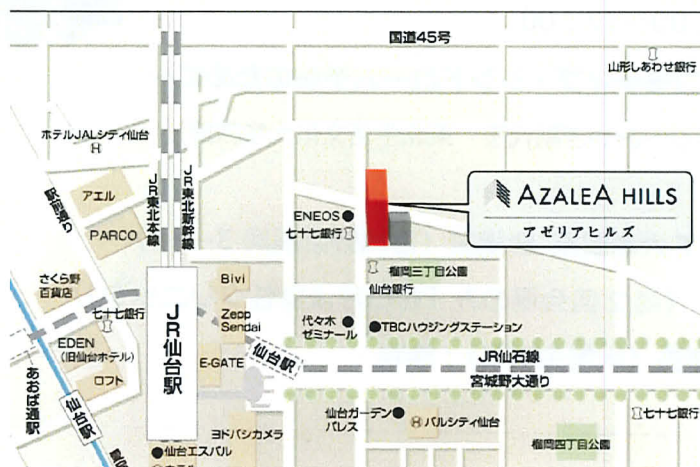 国道45号
山形しあわせ銀行
ホテルJALシティ仙台
駅前通り
アエル
PARCO
JR東北本線
JR東北新幹線
ENEOS
七十七銀行
AZALEA HILLS
アゼリアヒルズ
さくら野
百貨店
七十七銀行
EDEN
(旧仙台ホテル)
ロフト
あおば通駅
仙台駅
JR仙台駅
Bivi
Zepp
Sendai
E-GATE
仙台駅
榴岡三丁目公園
仙台銀行
代々木
ゼミナール
TBCハウジングステーション
JR仙石線
宮城野大通り
ヨドバシカメラ
仙台エスパル
ホテル
仙台ガーデン
パレス
パルシティ仙台
榴岡四丁目公園
七十七銀行